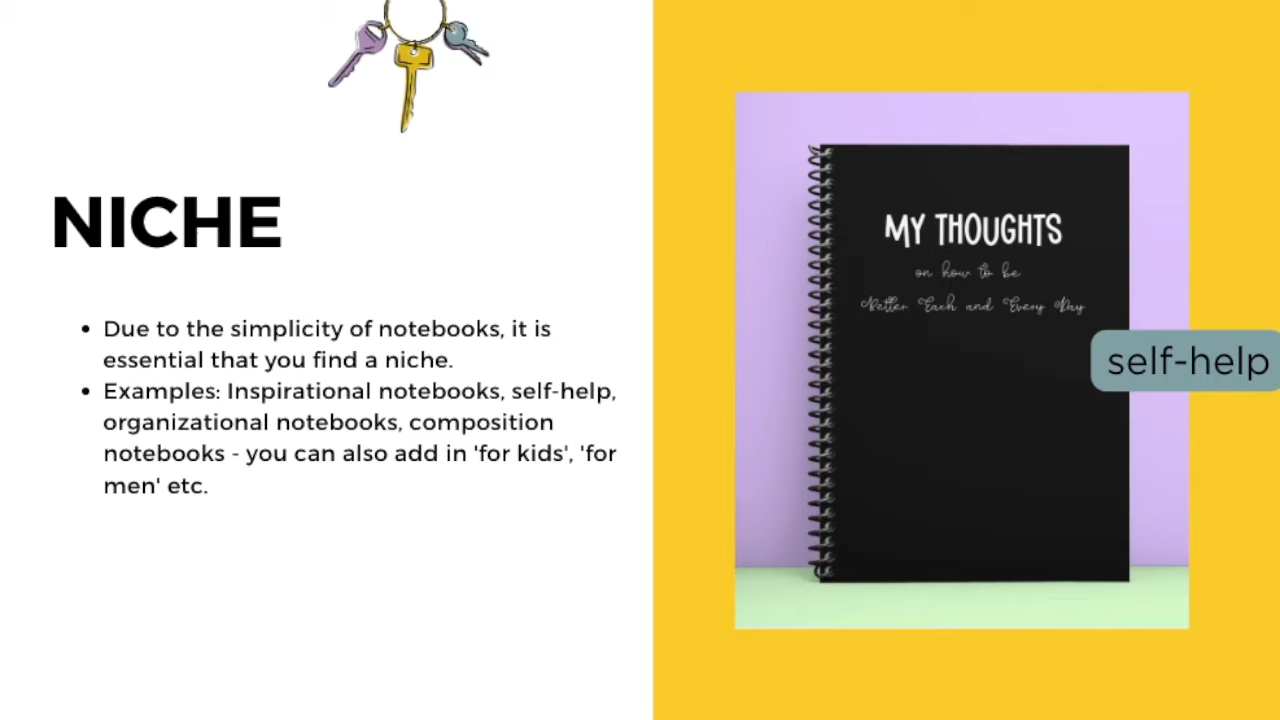 NICHE
Due to the simplicity of notebooks, it is
essential that you find a niche.
Examples: Inspirational notebooks, self-help,
organizational notebooks, composition
notebooks - you can also add in 'for kids', 'for
men' etc.
MY THOUGHTS
on how to be
Better Each and Every Day
self-help